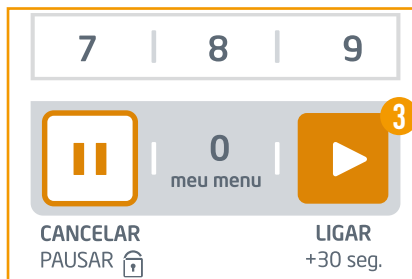 7 8 9
3
0
meu menu
CANCELAR LIGAR
PAUSAR +30 seg.